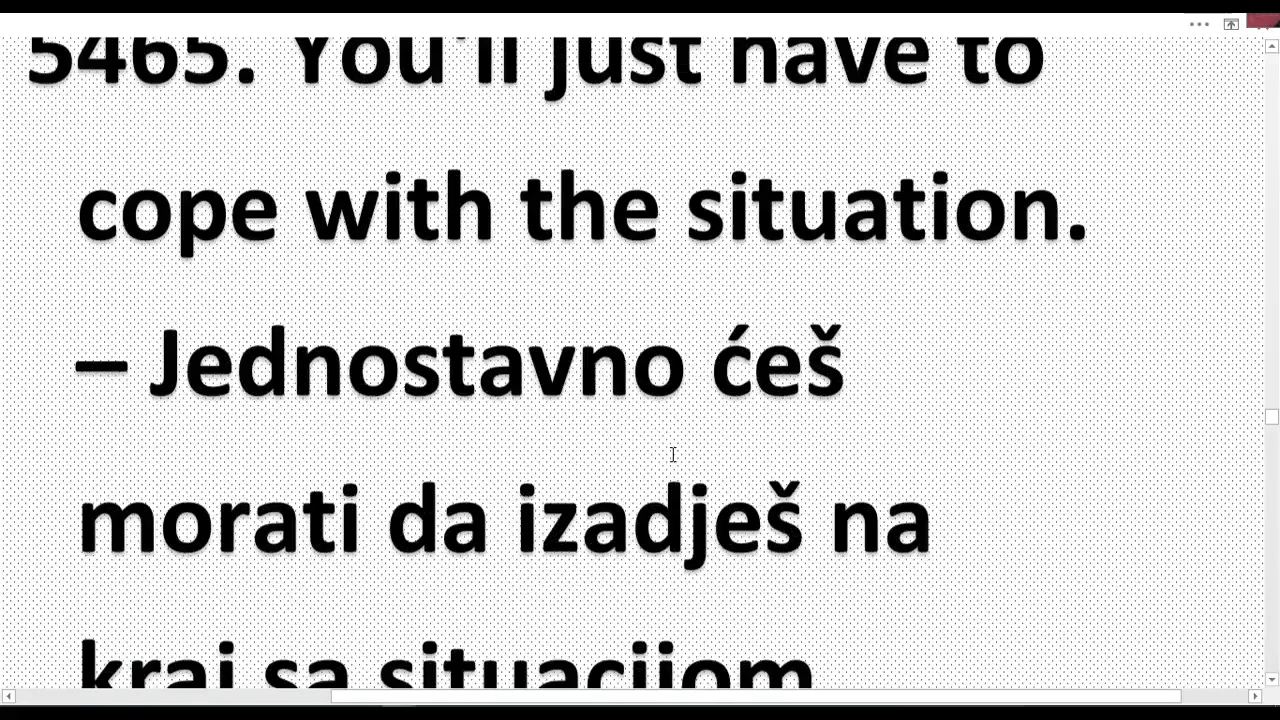 5465. You'll just have to
cope with the situation.
– Jednostavno ćeš
morati da izadješ na
kraj sa situacijom